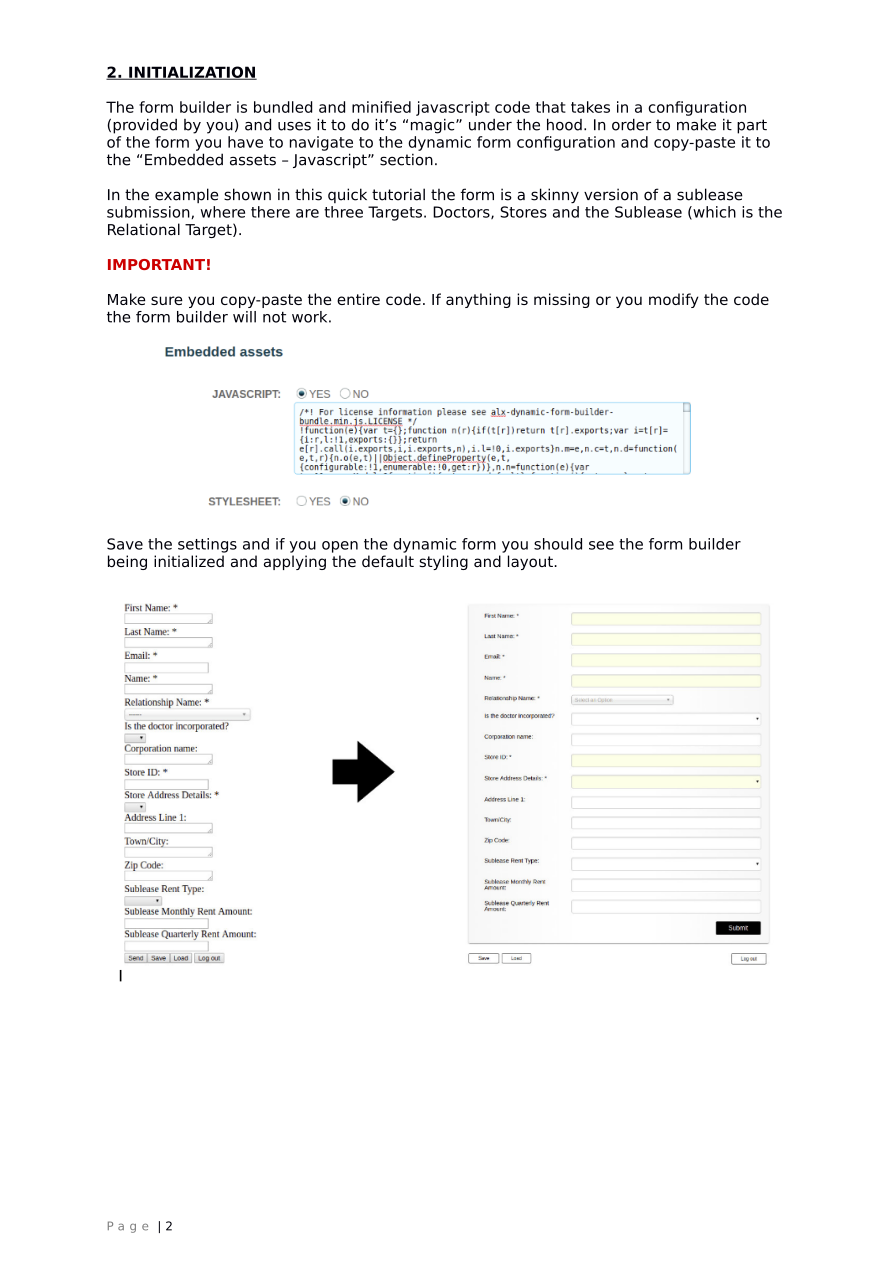 2. INITIALIZATION
The form builder is bundled and minified javascript code that takes in a configuration
(provided by you) and uses it to do it's “magic” under the hood. In order to make it part
of the form you have to navigate to the dynamic form configuration and copy-paste it to
the “Embedded assets – Javascript” section.
In the example shown in this quick tutorial the form is a skinny version of a sublease
submission, where there are three Targets. Doctors, Stores and the Sublease (which is the
Relational Target).
IMPORTANT!
Make sure you copy-paste the entire code. If anything is missing or you modify the code
the form builder will not work.
Embedded assets
JAVASCRIPT: YES NO
/*! For license information please see alx-dynamic-form-builder-
bundle.min.js.LICENSE */
!function(e){var t={};function n(r){if(t[r])return t[r].exports;var i=t[r]=
{i:r,l:!1,exports:{}};return
e[r].call(i.exports,i,i.exports,n),i.l=!0,i.exports}n.m=e,n.c=t,n.d=function(
e,t,r){n.o(e,t)||Object.defineProperty(e,t,
{configurable:!1,enumerable:!0,get:r})},n.n=function(e){var
STYLESHEET: YES NO
Save the settings and if you open the dynamic form you should see the form builder
being initialized and applying the default styling and layout.
First Name: *
Last Name: *
Email: *
Name: *
Relationship Name: *
-----
Is the doctor incorporated?
Corporation name:
Store ID: *
Store Address Details: *
Address Line 1:
Town/City:
Zip Code:
Sublease Rent Type:
Sublease Monthly Rent Amount:
Sublease Quarterly Rent Amount:
Send Save Load Log out
First Name: *
Last Name: *
Email: *
Name: *
Relationship Name: * Select an Option
Is the doctor incorporated?
Corporation name:
Store ID: *
Store Address Details: *
Address Line 1:
Town/City:
Zip Code:
Sublease Rent Type:
Sublease Monthly Rent
Amount:
Sublease Quarterly Rent
Amount:
Submit
Save Load Log out
Page | 2